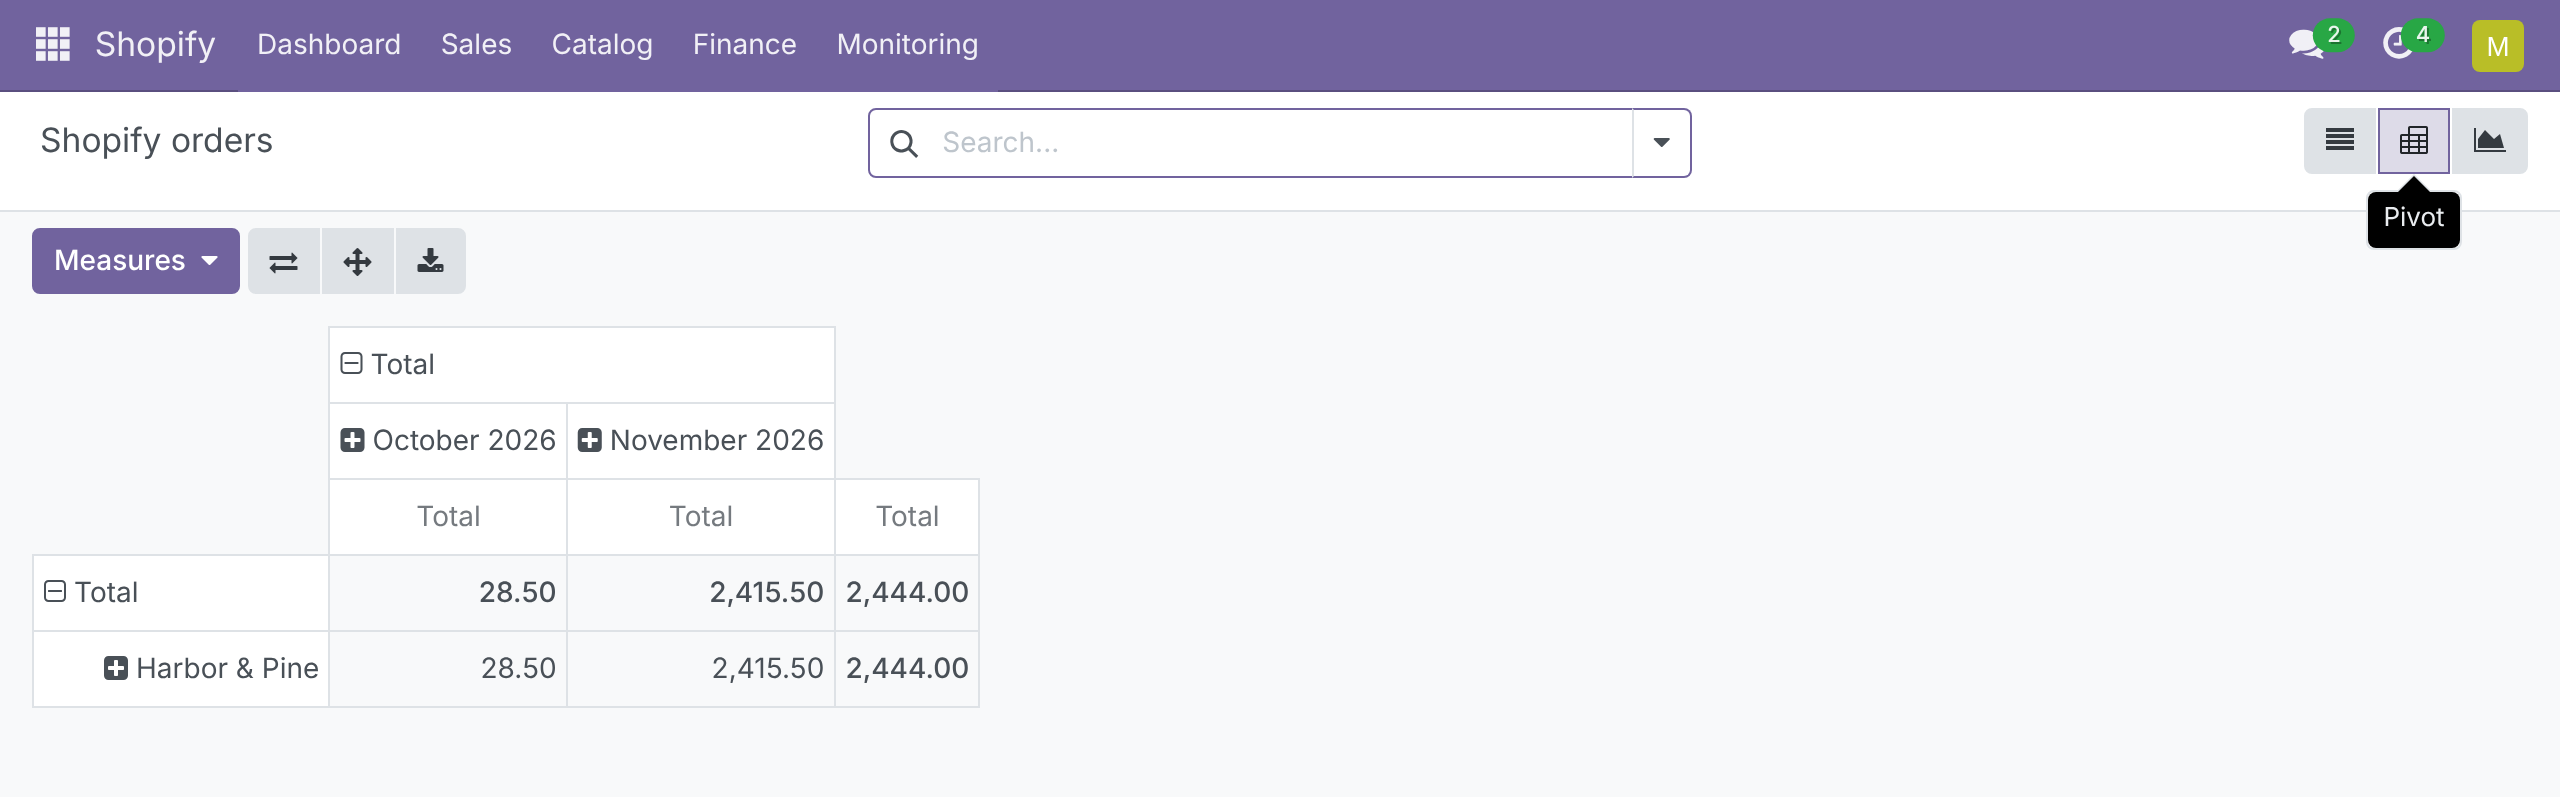 Shopify Dashboard Sales Catalog Finance Monitoring 2 4 M
Shopify orders Search...
Pivot
Measures
Total
October 2026 November 2026
Total Total Total
Total 28.50 2,415.50 2,444.00
Harbor & Pine 28.50 2,415.50 2,444.00